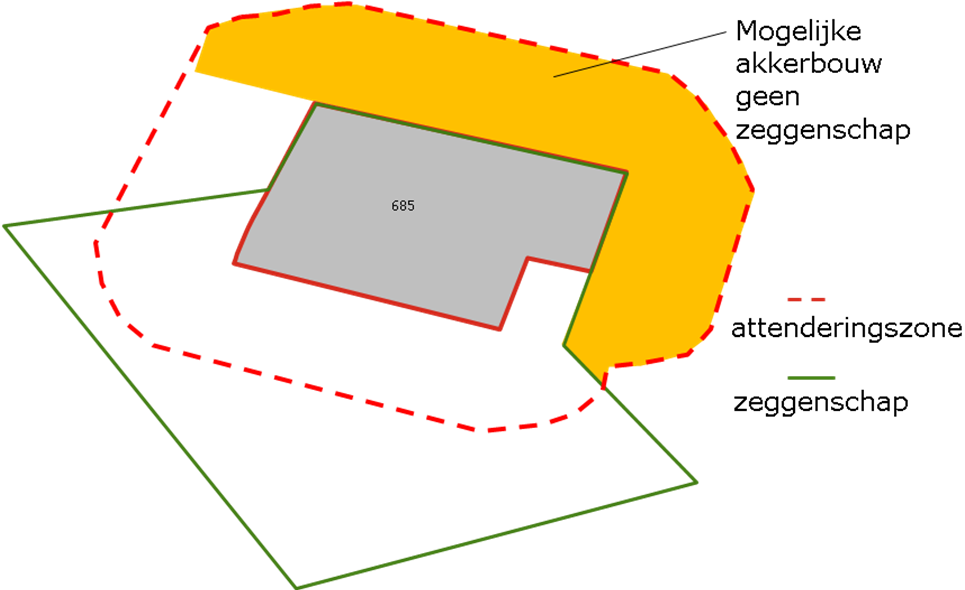 Mogelijke
akkerbouw
geen
zeggenschap
685
attenderingszone
zeggenschap